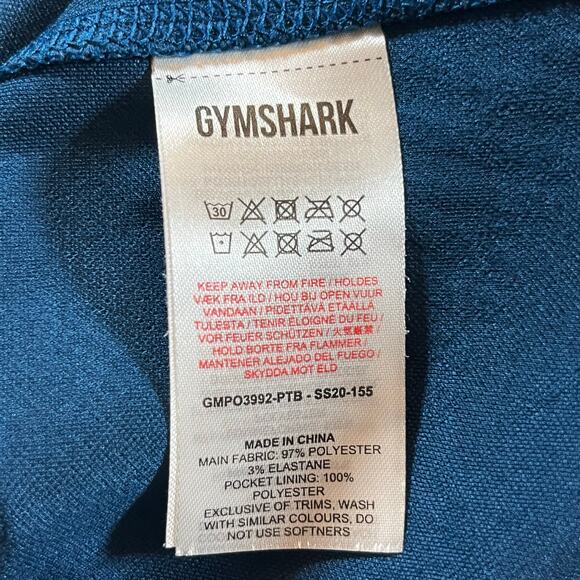 GYMSHARK
30
KEEP AWAY FROM FIRE / HOLDES
VÆK FRA ILD / HOU BIJ OPEN VUUR
VANDAAN / PIDETTÄVÄ ETÄÄLLÄ
TULESTA / TENIR ÉLOIGNÉ DU FEU /
VOR FEUER SCHÜTZEN / 火気厳禁 /
HOLD BORTE FRA FLAMMER /
MANTENER ALEJADO DEL FUEGO /
SKYDDA MOT ELD
GMPO3992-PTB - SS20-155
MADE IN CHINA
MAIN FABRIC: 97% POLYESTER
3% ELASTANE
POCKET LINING: 100%
POLYESTER
EXCLUSIVE OF TRIMS, WASH
WITH SIMILAR COLOURS, DO
NOT USE SOFTNERS